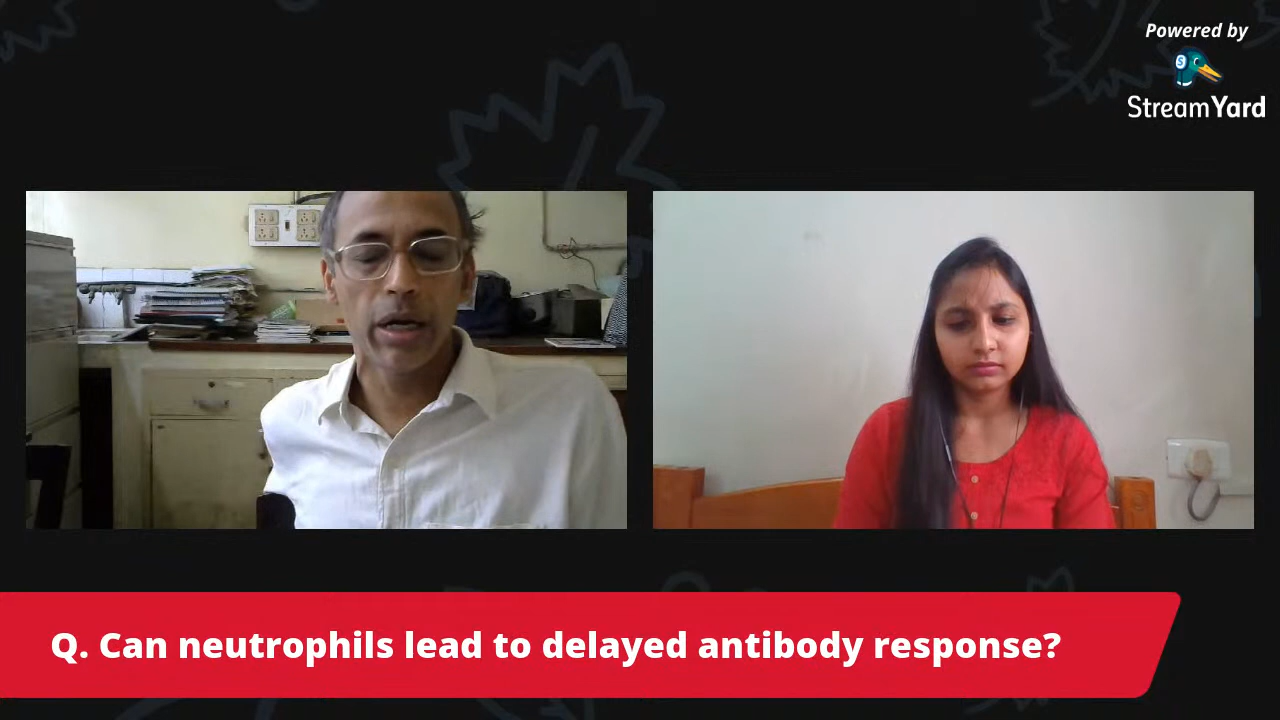 Powered by
StreamYard
Q. Can neutrophils lead to delayed antibody response?